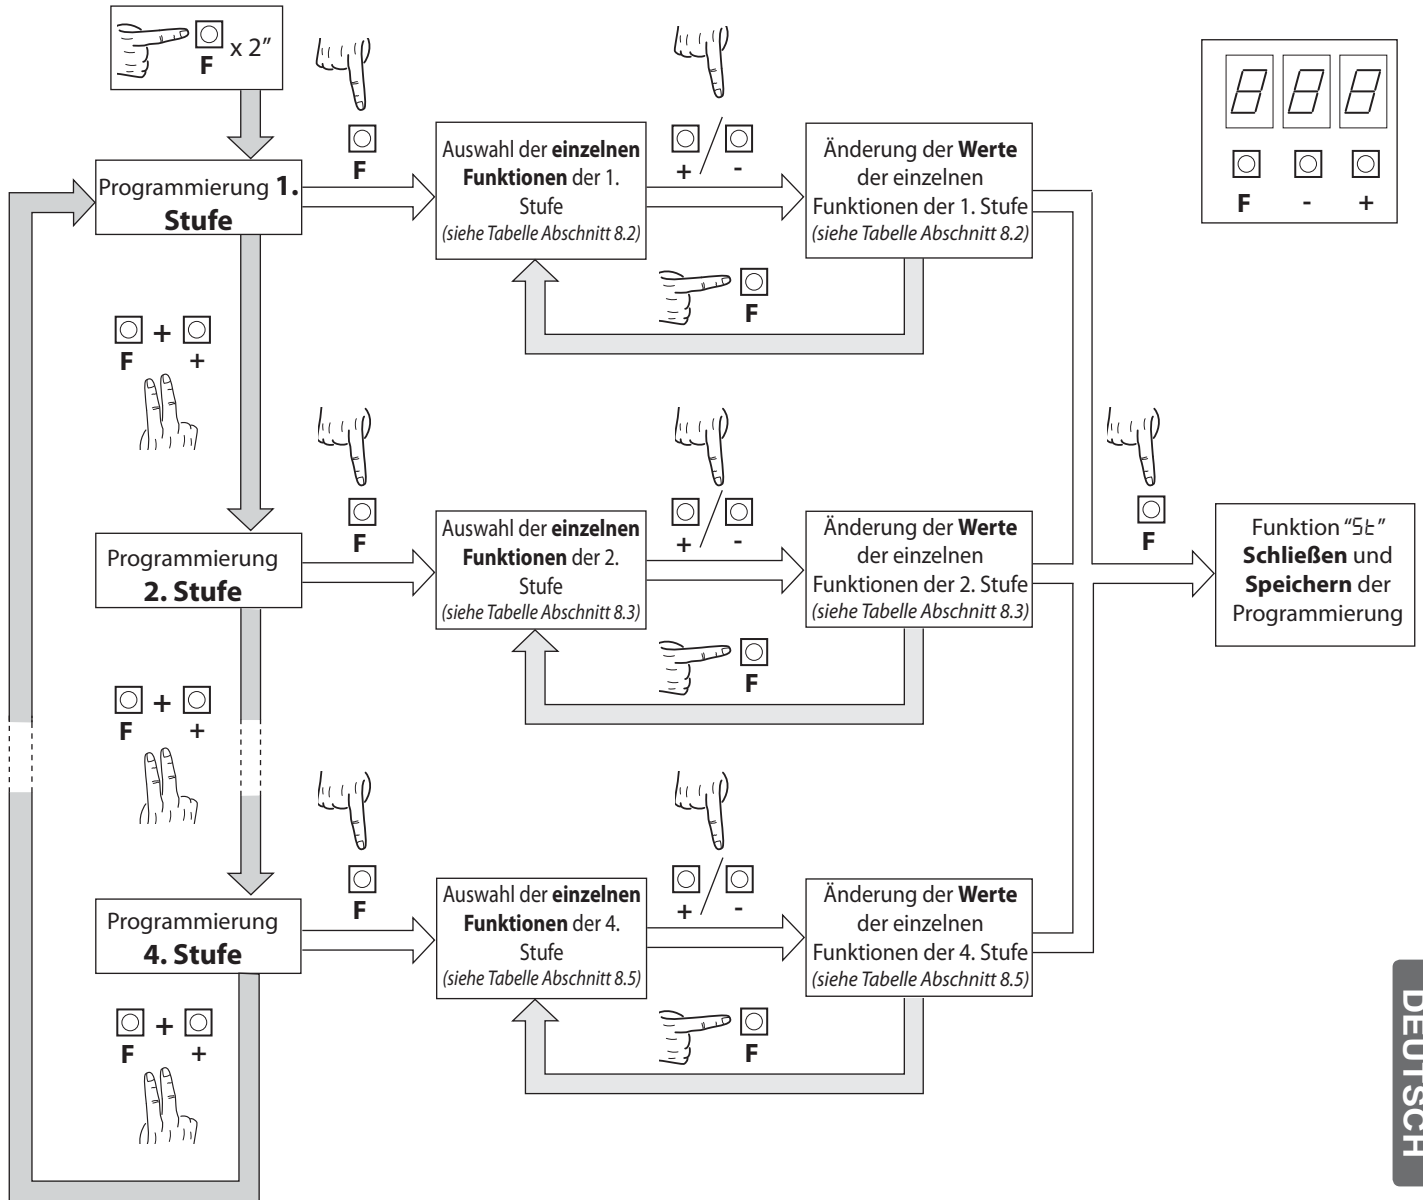 F x 2”
F
+ / -
F - +
Programmierung 1.
Stufe
Auswahl der einzelnen
Funktionen der 1.
Stufe
(siehe Tabelle Abschnitt 8.2)
Änderung der Werte
der einzelnen
Funktionen der 1. Stufe
(siehe Tabelle Abschnitt 8.2)
F
+
F +
F
+ / -
F
Programmierung
2. Stufe
Auswahl der einzelnen
Funktionen der 2.
Stufe
(siehe Tabelle Abschnitt 8.3)
Änderung der Werte
der einzelnen
Funktionen der 2. Stufe
(siehe Tabelle Abschnitt 8.3)
Funktion “St”
Schließen und
Speichern der
Programmierung
F
+
F +
F
+ / -
Programmierung
4. Stufe
Auswahl der einzelnen
Funktionen der 4.
Stufe
(siehe Tabelle Abschnitt 8.5)
Änderung der Werte
der einzelnen
Funktionen der 4. Stufe
(siehe Tabelle Abschnitt 8.5)
F
+
F +
DEUTSCH